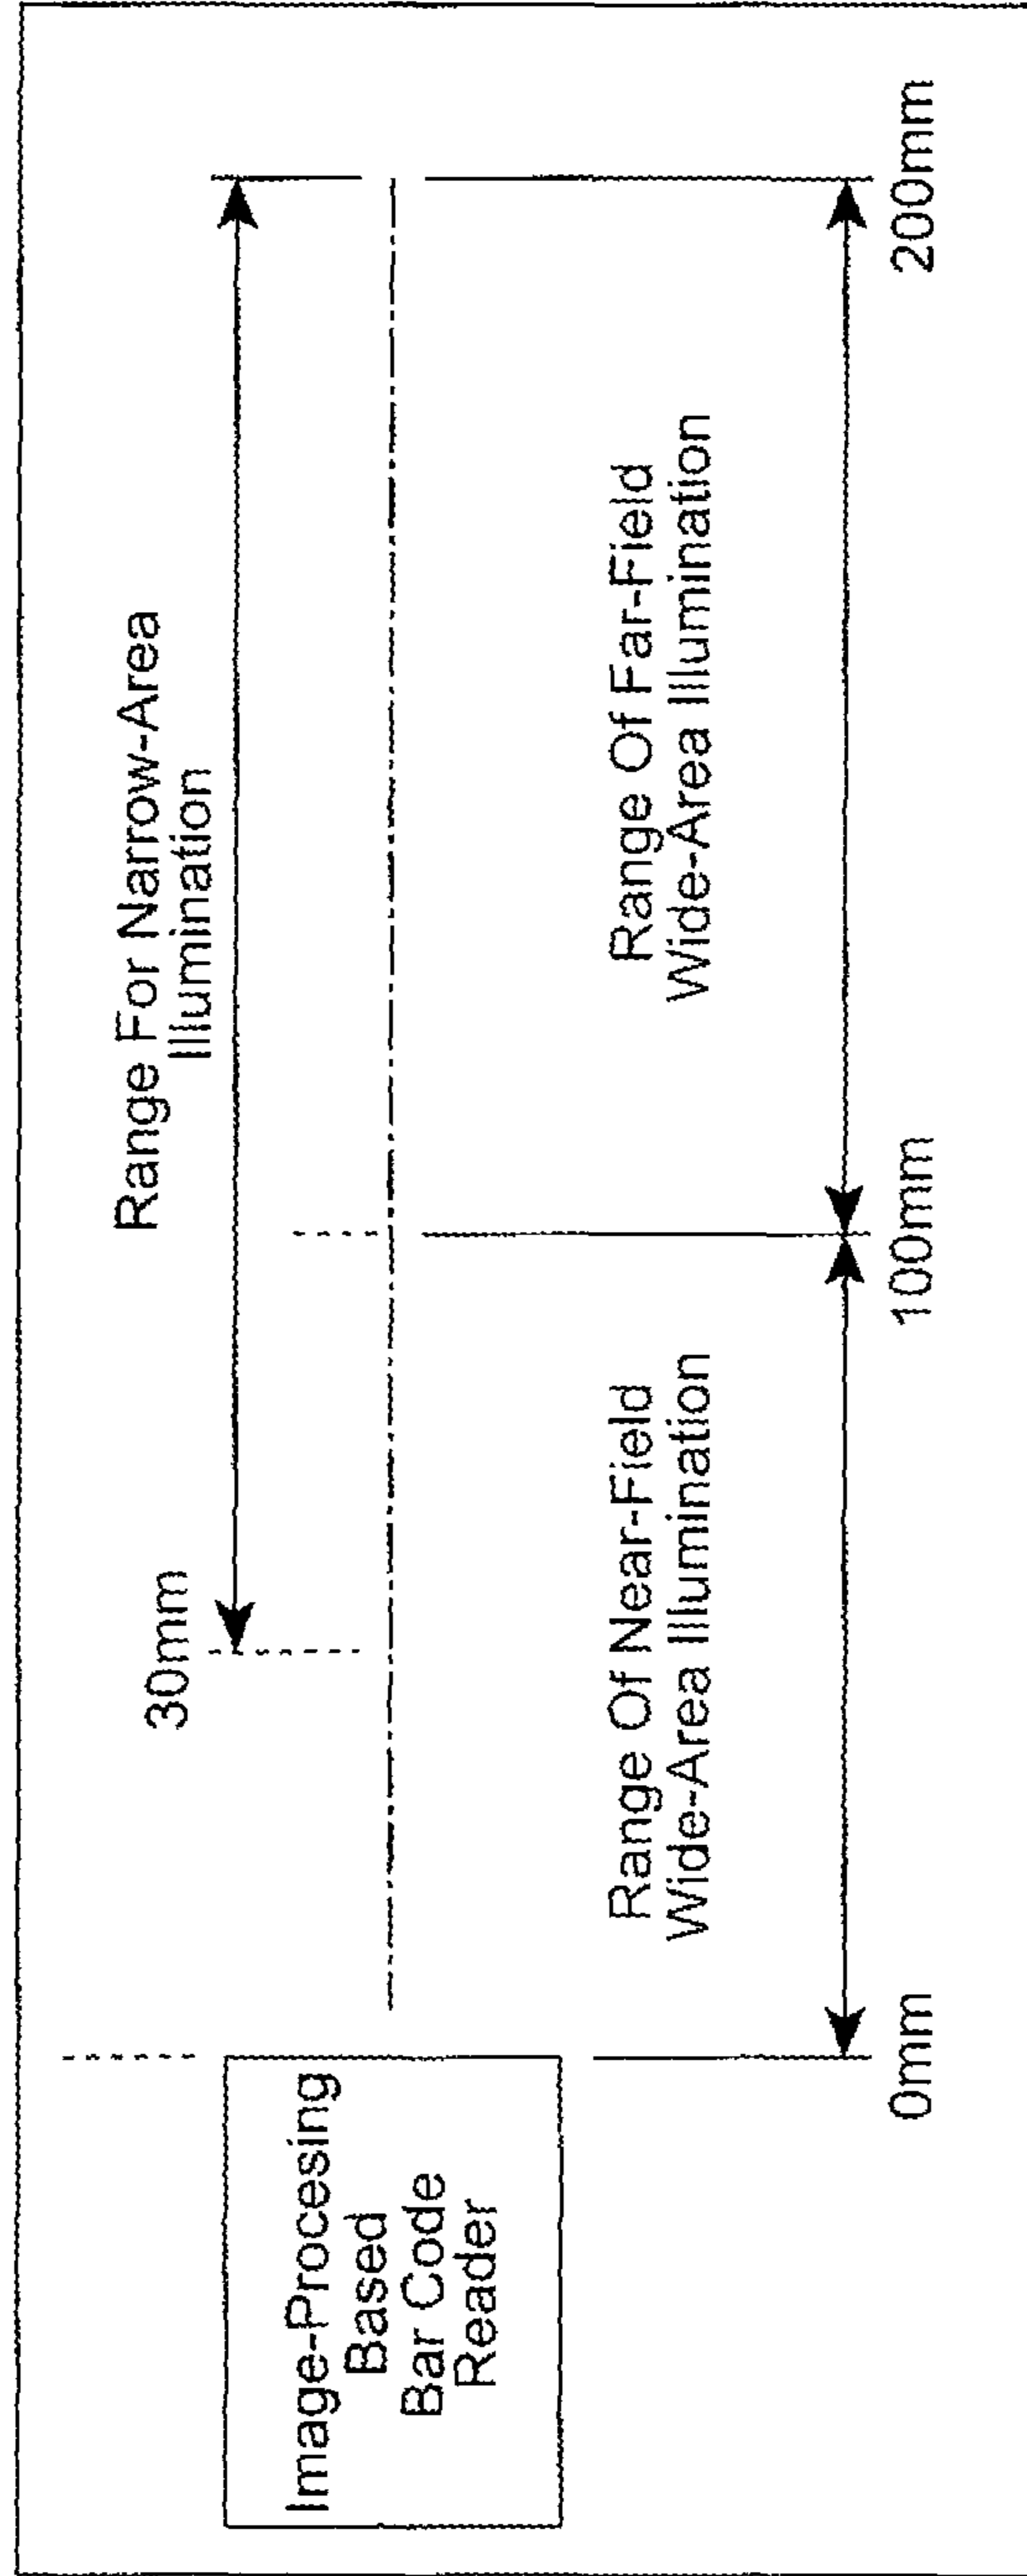 Range For Narrow-Area
Illumination
30mm
Image-Procesing
Based
Bar Code
Reader
Range Of Near-Field
Wide-Area Illumination
Range Of Far-Field
Wide-Area Illumination
0mm
100mm
200mm